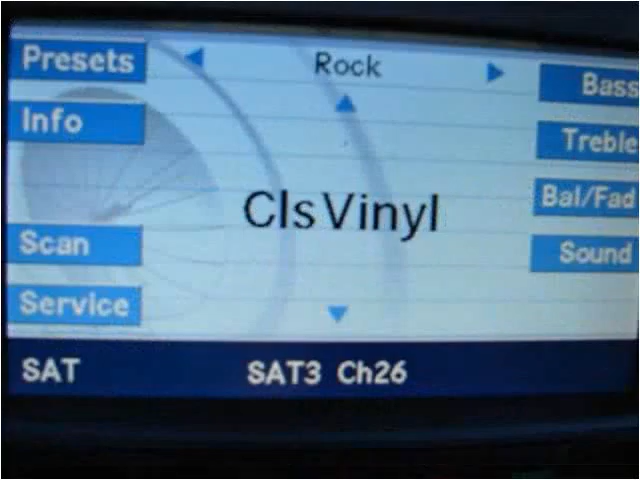 Presets
Rock
Bass
Info
Treble
ClsVinyl
Bal/Fad
Scan
Sound
Service
SAT
SAT3 Ch26